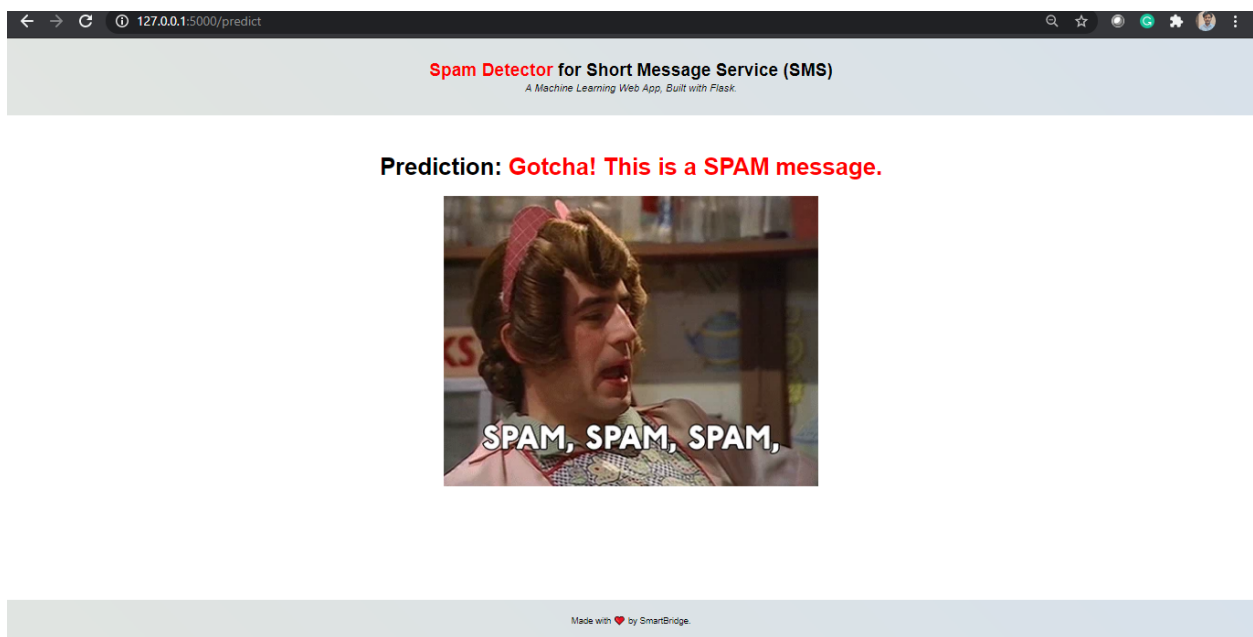 127.0.0.1:5000/predict
Spam Detector for Short Message Service (SMS)
A Machine Learning Web App, Built with Flask.
Prediction: Gotcha! This is a SPAM message.
KS
SPAM, SPAM, SPAM,
Made with ❤ by SmartBridge.